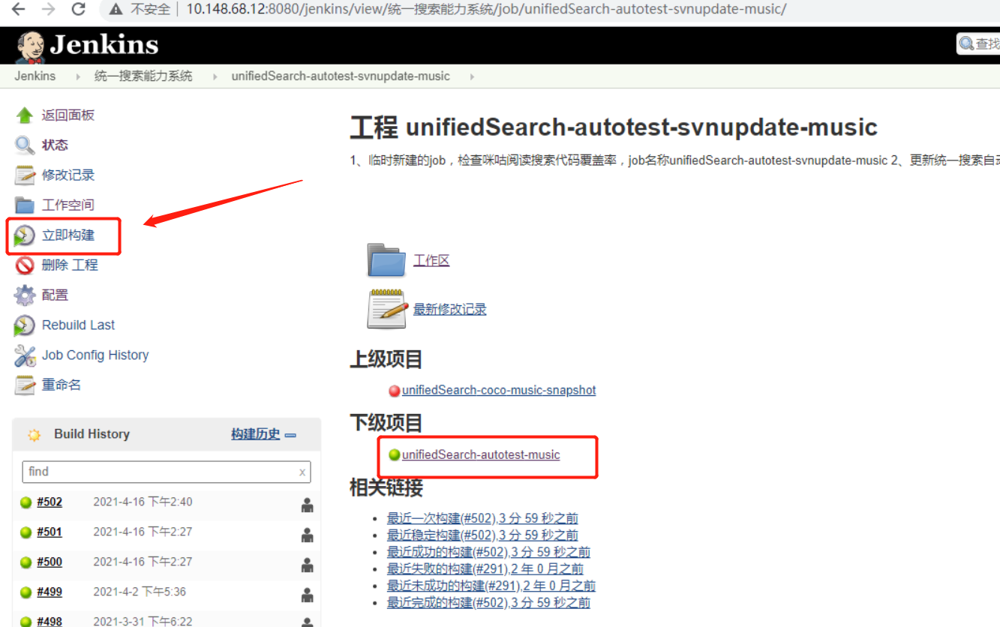 不安全 10.148.68.12:8080/jenkins/view/统一搜索能力系统/job/unifiedSearch-autotest-svnupdate-music/
Jenkins
查找
Jenkins 统一搜索能力系统 unifiedSearch-autotest-svnupdate-music
返回面板
状态
修改记录
工作空间
立即构建
删除 工程
配置
Rebuild Last
Job Config History
重命名
Build History 构建历史
find x
#502 2021-4-16 下午2:40
#501 2021-4-16 下午2:27
#500 2021-4-16 下午2:27
#499 2021-4-2 下午5:36
#498 2021-3-31 下午6:22
工程 unifiedSearch-autotest-svnupdate-music
1、临时新建的job，检查咪咕阅读搜索代码覆盖率，job名称unifiedSearch-autotest-svnupdate-music 2、更新统一搜索自
工作区
最新修改记录
上级项目
unifiedSearch-coco-music-snapshot
下级项目
unifiedSearch-autotest-music
相关链接
最近一次构建(#502),3 分 59 秒之前
最近稳定构建(#502),3 分 59 秒之前
最近成功的构建(#502),3 分 59 秒之前
最近失败的构建(#291),2 年 0 月之前
最近未成功的构建(#291),2 年 0 月之前
最近完成的构建(#502),3 分 59 秒之前